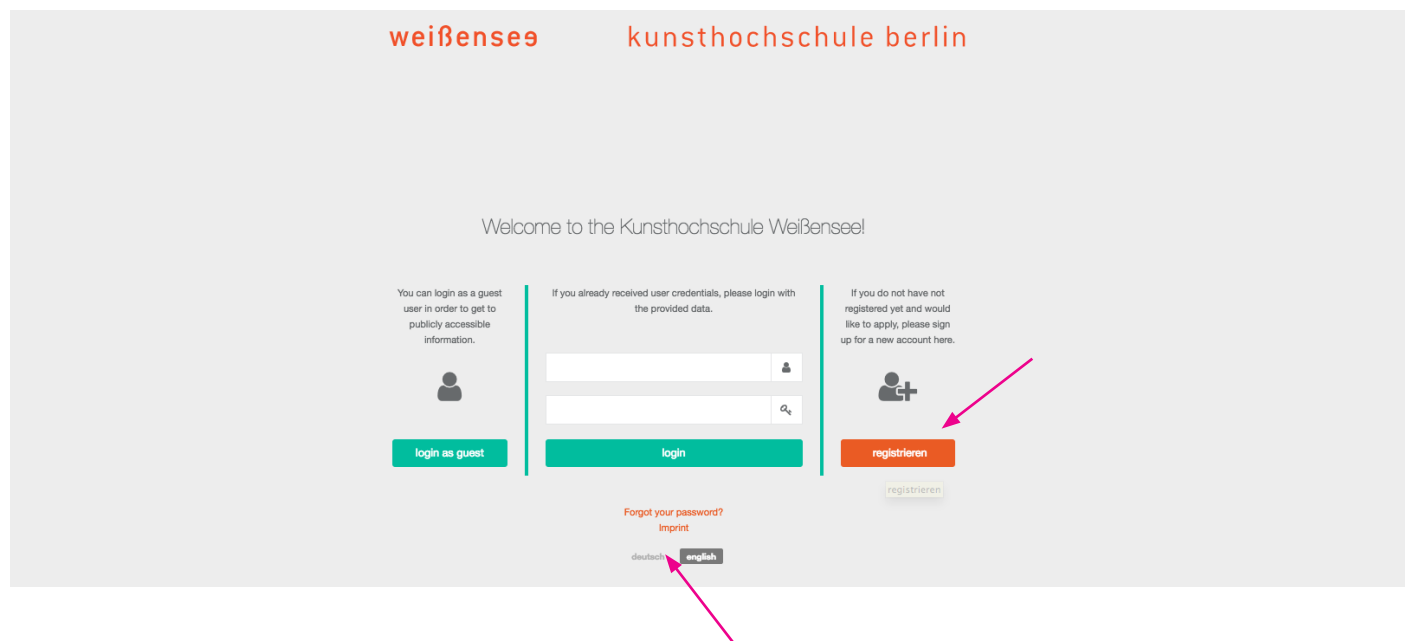 weißensee kunsthochschule berlin
Welcome to the Kunsthochschule Weißensee!
You can login as a guest
user in order to get to
publicly accessible
information.
login as guest
If you already received user credentials, please login with
the provided data.
login
If you do not have not
registered yet and would
like to apply, please sign
up for a new account here.
registrieren
registrieren
Forgot your password?
Imprint
deutsch english